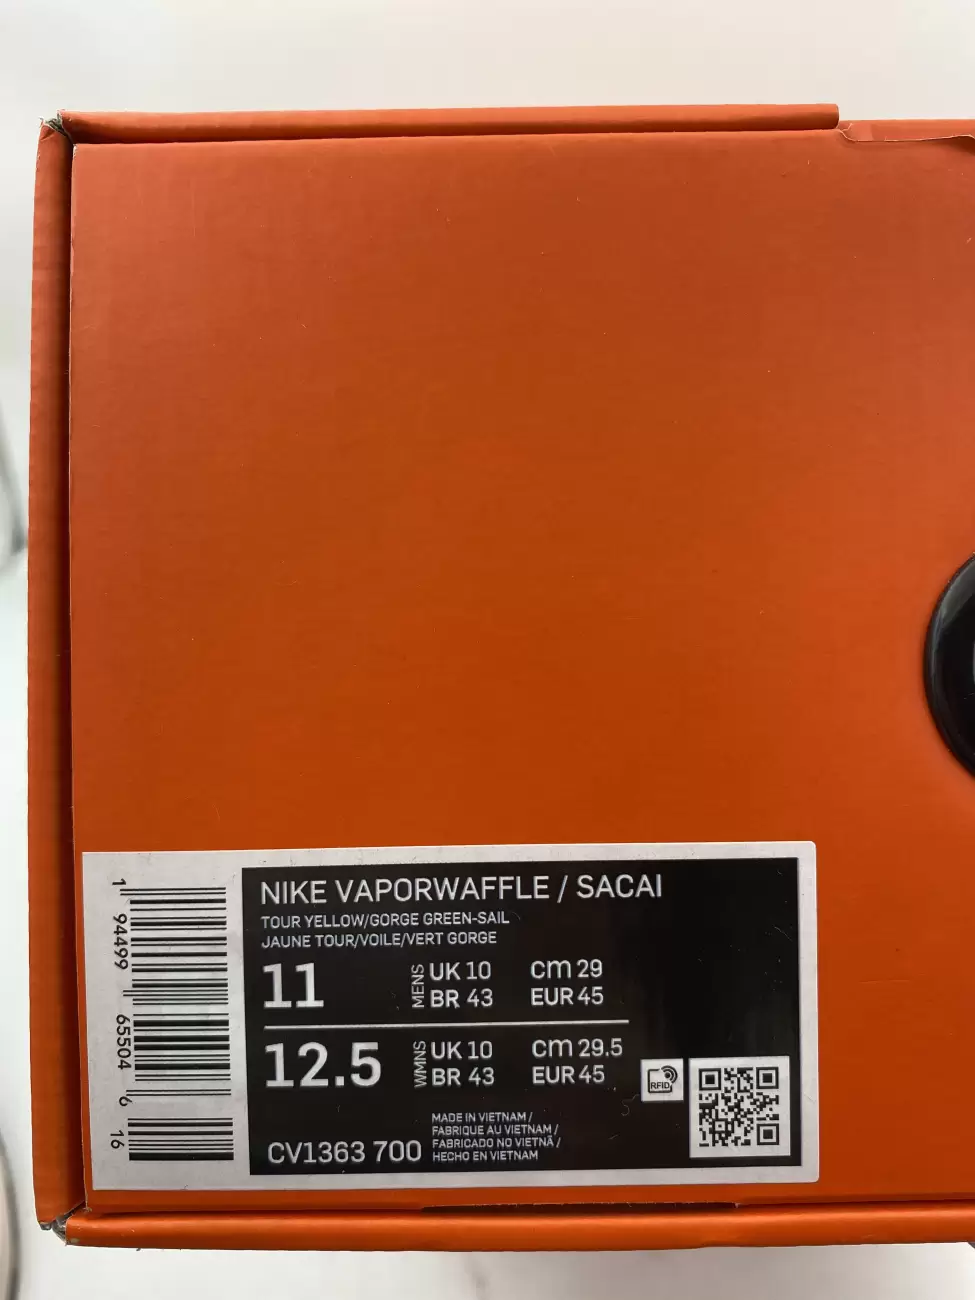 NIKE VAPORWAFFLE / SACAI
TOUR YELLOW/GORGE GREEN-SAIL
JAUNE TOUR/VOILE/VERT GORGE
11 MENS UK 10 cm 29
BR 43 EUR 45
12.5 WMNS UK 10 cm 29.5
BR 43 EUR 45
RFID
CV1363 700
MADE IN VIETNAM /
FABRIQUE AU VIETNAM /
FABRICADO NO VIETNÃ /
HECHO EN VIETNAM
1 94499 65504 6 16